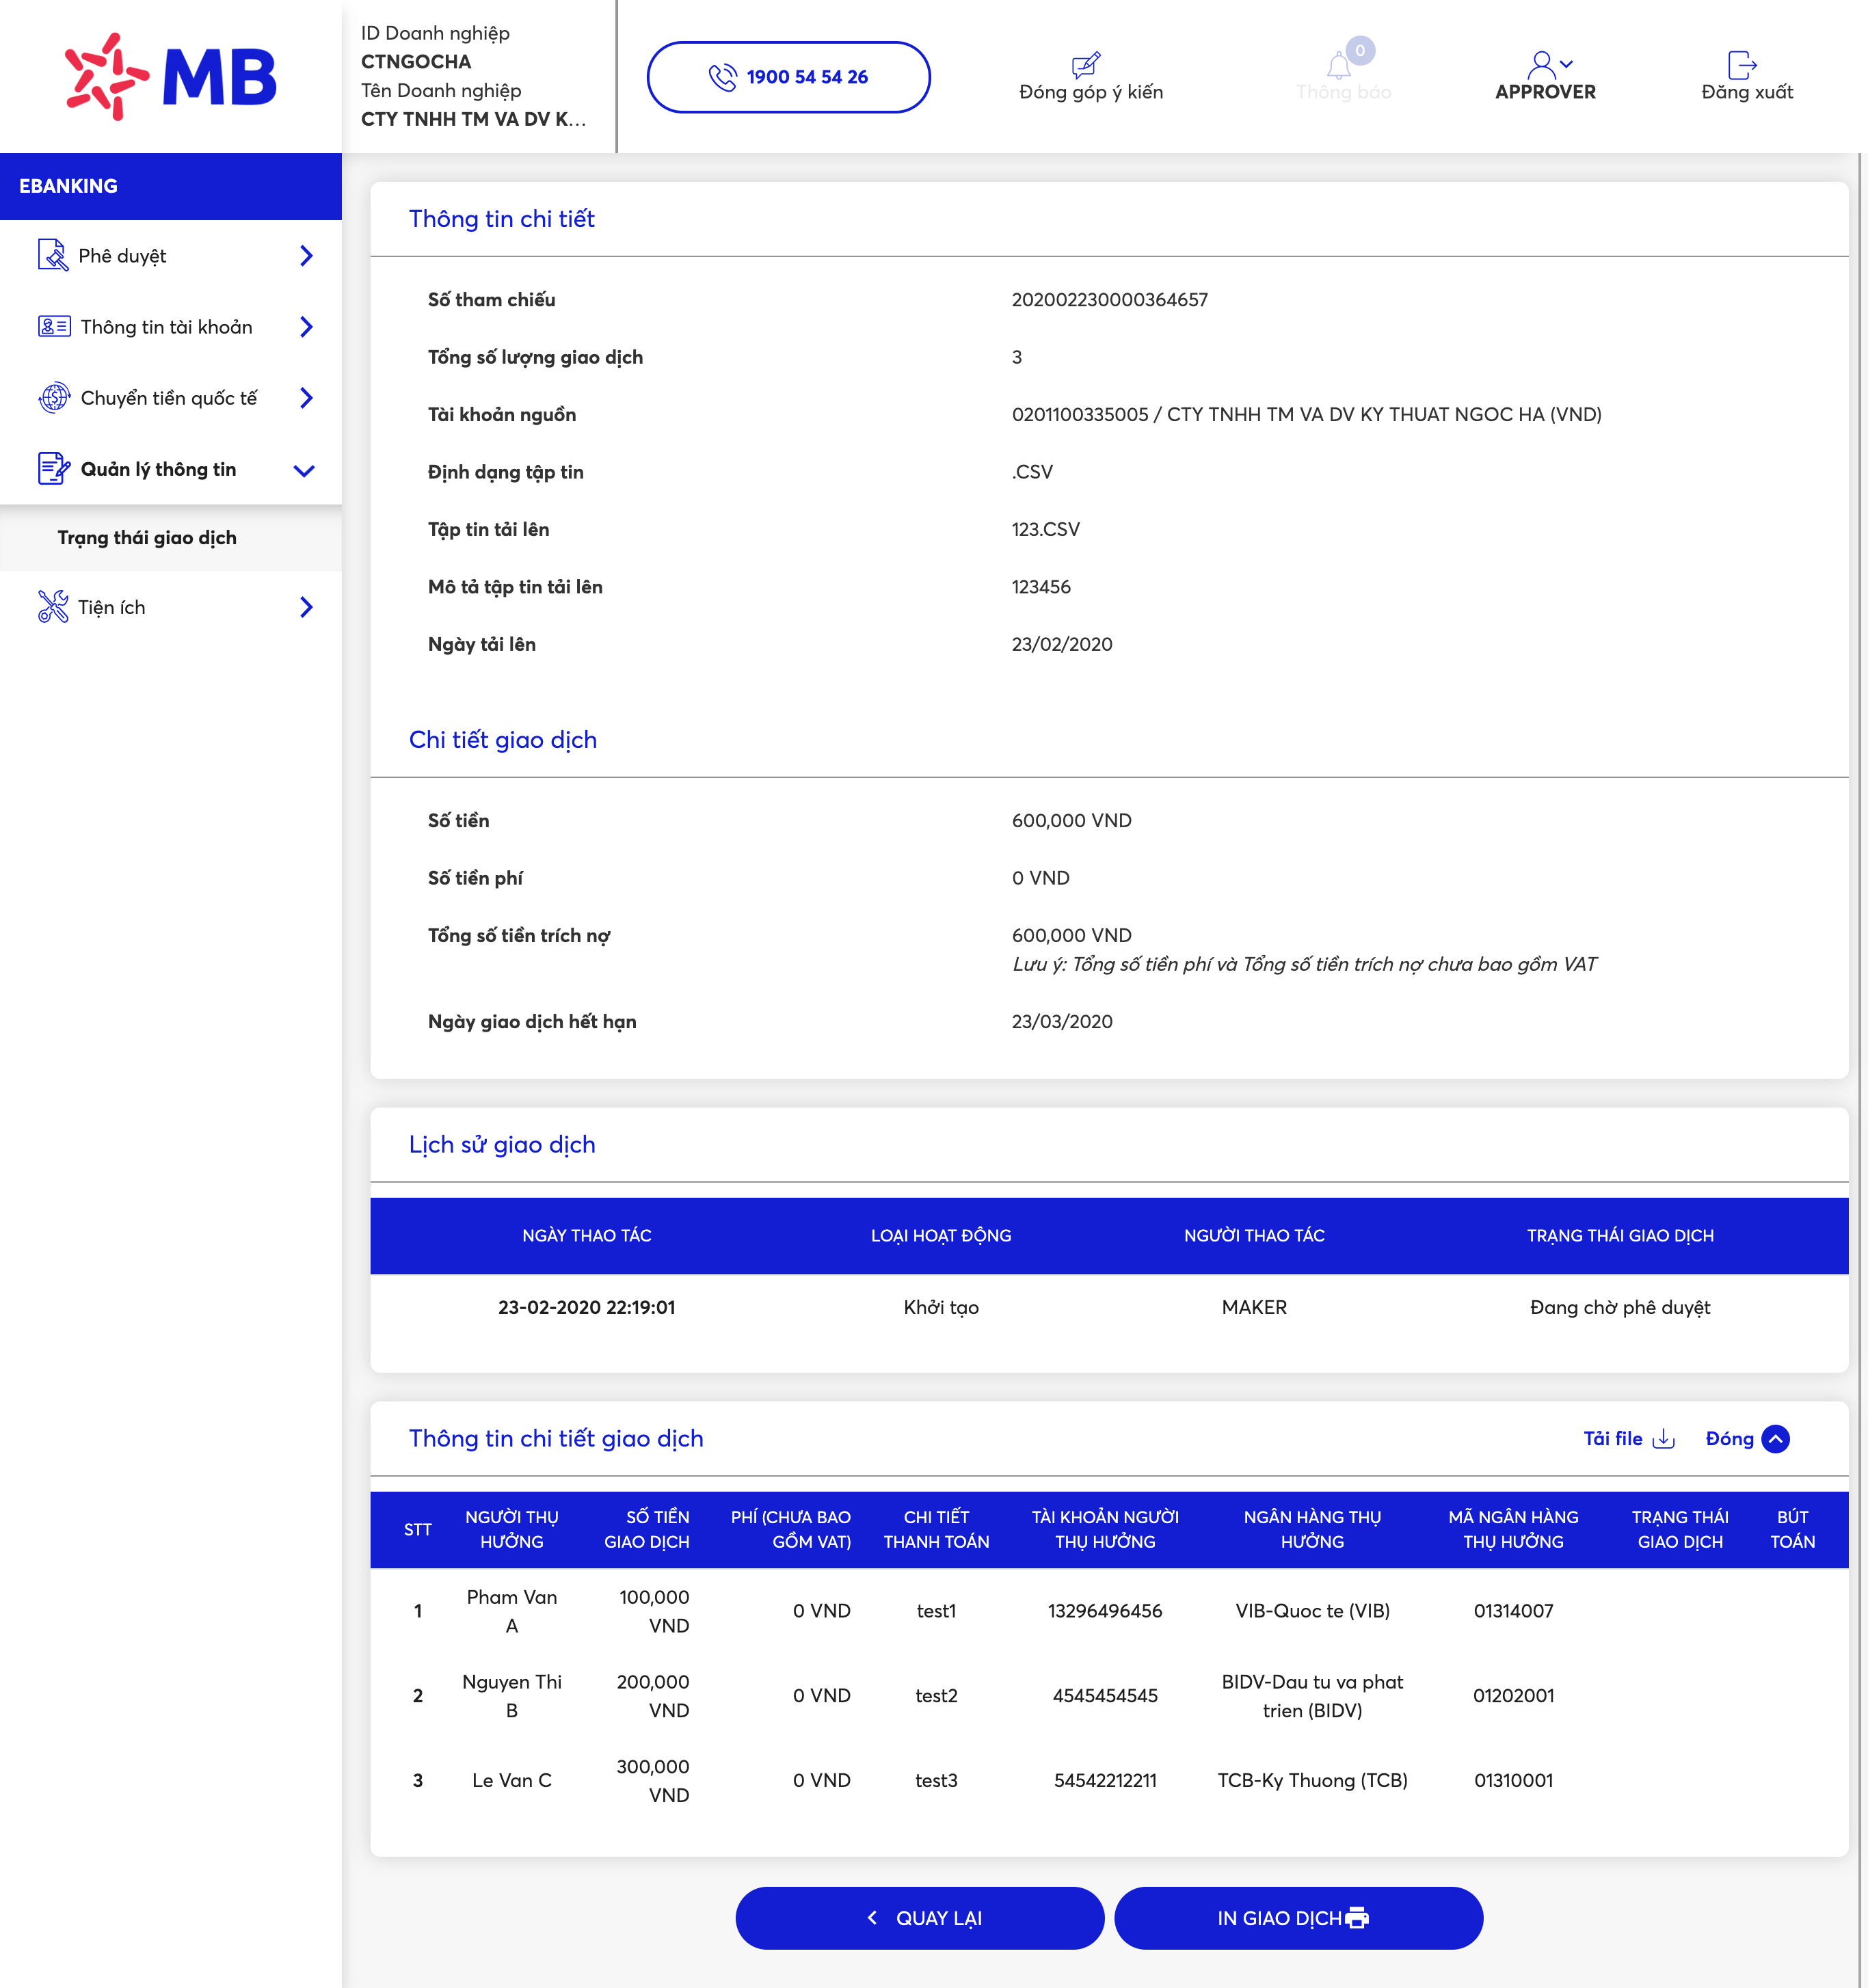 MB
ID Doanh nghiệp
CTNGOCHA
Tên Doanh nghiệp
CTY TNHH TM VA DV K...
1900 54 54 26
Đóng góp ý kiến
0
Thông báo
APPROVER
Đăng xuất
EBANKING
Phê duyệt
Thông tin tài khoản
Chuyển tiền quốc tế
Quản lý thông tin
Trạng thái giao dịch
Tiện ích
Thông tin chi tiết
Số tham chiếu 202002230000364657
Tổng số lượng giao dịch 3
Tài khoản nguồn 0201100335005 / CTY TNHH TM VA DV KY THUAT NGOC HA (VND)
Định dạng tập tin .CSV
Tập tin tải lên 123.CSV
Mô tả tập tin tải lên 123456
Ngày tải lên 23/02/2020
Chi tiết giao dịch
Số tiền 600,000 VND
Số tiền phí 0 VND
Tổng số tiền trích nợ 600,000 VND
Lưu ý: Tổng số tiền phí và Tổng số tiền trích nợ chưa bao gồm VAT
Ngày giao dịch hết hạn 23/03/2020
Lịch sử giao dịch
NGÀY THAO TÁC LOẠI HOẠT ĐỘNG NGƯỜI THAO TÁC TRẠNG THÁI GIAO DỊCH
23-02-2020 22:19:01 Khởi tạo MAKER Đang chờ phê duyệt
Thông tin chi tiết giao dịch Tải file Đóng
STT NGƯỜI THỤ SỐ TIỀN PHÍ (CHƯA BAO CHI TIẾT TÀI KHOẢN NGƯỜI NGÂN HÀNG THỤ MÃ NGÂN HÀNG TRẠNG THÁI BÚT
HƯỞNG GIAO DỊCH GỒM VAT) THANH TOÁN THỤ HƯỞNG HƯỞNG THỤ HƯỞNG GIAO DỊCH TOÁN
1 Pham Van 100,000 0 VND test1 13296496456 VIB-Quoc te (VIB) 01314007
A VND
2 Nguyen Thi 200,000 0 VND test2 4545454545 BIDV-Dau tu va phat 01202001
B VND trien (BIDV)
3 Le Van C 300,000 0 VND test3 54542212211 TCB-Ky Thuong (TCB) 01310001
VND
QUAY LẠI
IN GIAO DỊCH